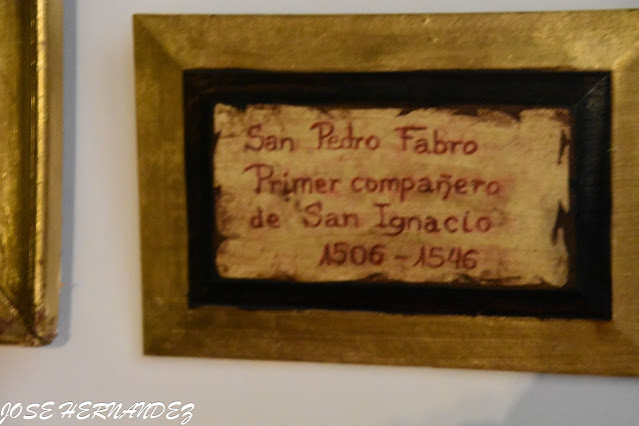 San Pedro Fabro
Primer compañero
de San Ignacio
1506 - 1546
JOSE HERNANDEZ